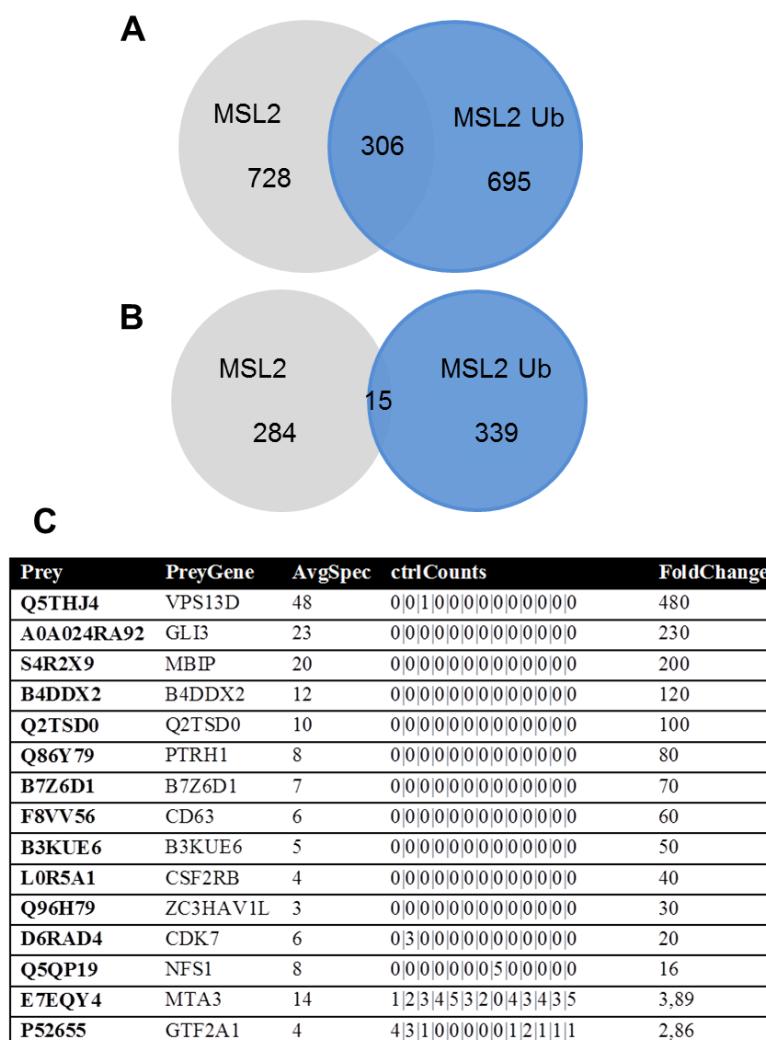 A
MSL2
MSL2 Ub
306
728
695
B
MSL2
MSL2 Ub
15
284
339
C
Prey PreyGene AvgSpec ctrlCounts FoldChange
Q5THJ4 VPS13D 48 0|0|1|0|0|0|0|0|0|0|0|0|0 480
A0A024RA92 GLI3 23 0|0|0|0|0|0|0|0|0|0|0|0|0 230
S4R2X9 MBIP 20 0|0|0|0|0|0|0|0|0|0|0|0|0 200
B4DDX2 B4DDX2 12 0|0|0|0|0|0|0|0|0|0|0|0|0 120
Q2TSD0 Q2TSD0 10 0|0|0|0|0|0|0|0|0|0|0|0|0 100
Q86Y79 PTRH1 8 0|0|0|0|0|0|0|0|0|0|0|0|0 80
B7Z6D1 B7Z6D1 7 0|0|0|0|0|0|0|0|0|0|0|0|0 70
F8VV56 CD63 6 0|0|0|0|0|0|0|0|0|0|0|0|0 60
B3KUE6 B3KUE6 5 0|0|0|0|0|0|0|0|0|0|0|0|0 50
L0R5A1 CSF2RB 4 0|0|0|0|0|0|0|0|0|0|0|0|0 40
Q96H79 ZC3HAV1L 3 0|0|0|0|0|0|0|0|0|0|0|0|0 30
D6RAD4 CDK7 6 0|3|0|0|0|0|0|0|0|0|0|0|0 20
Q5QP19 NFS1 8 0|0|0|0|0|0|0|5|0|0|0|0|0 16
E7EQY4 MTA3 14 1|2|3|4|5|3|2|0|4|3|4|3|5 3,89
P52655 GTF2A1 4 4|3|1|0|0|0|0|0|1|2|1|1|1 2,86